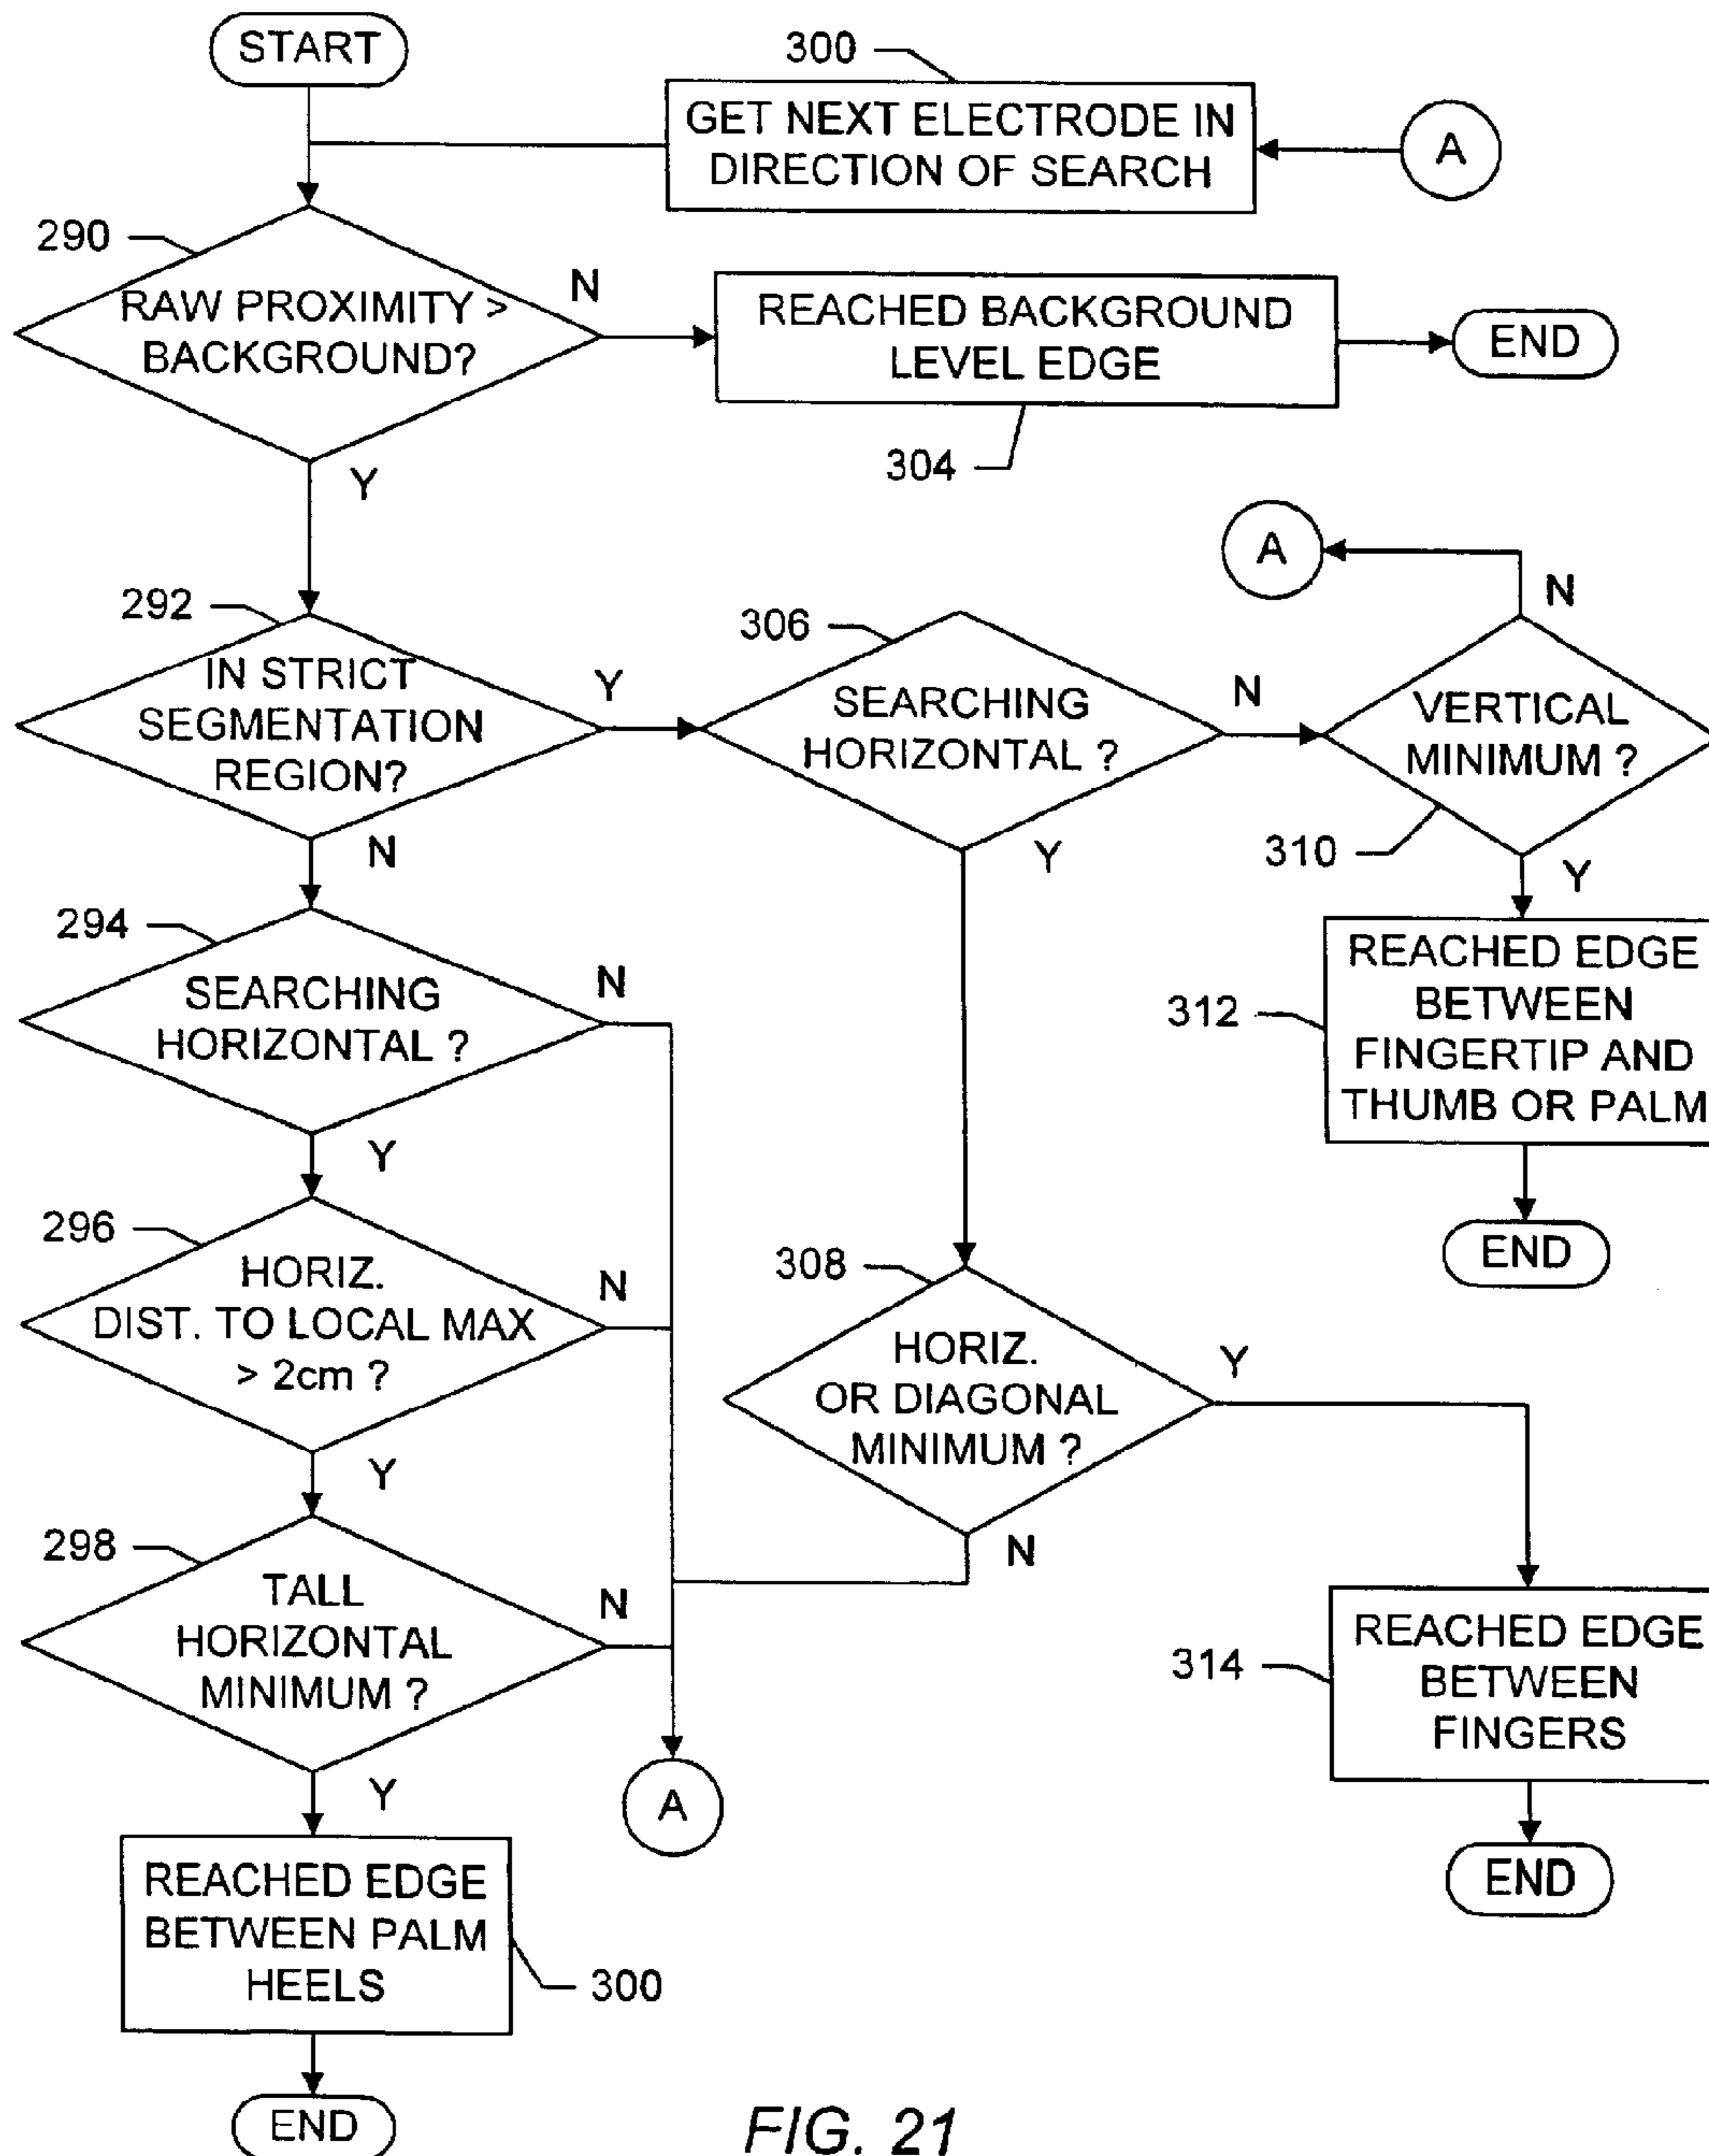 START
300
GET NEXT ELECTRODE IN
DIRECTION OF SEARCH
A
290
RAW PROXIMITY >
BACKGROUND?
N
Y
REACHED BACKGROUND
LEVEL EDGE
304
END
A
292
IN STRICT
SEGMENTATION
REGION?
Y
N
306
SEARCHING
HORIZONTAL ?
N
Y
N
VERTICAL
MINIMUM ?
310
Y
294
SEARCHING
HORIZONTAL ?
N
Y
312
REACHED EDGE
BETWEEN
FINGERTIP AND
THUMB OR PALM
END
296
HORIZ.
DIST. TO LOCAL MAX
> 2cm ?
N
Y
308
HORIZ.
OR DIAGONAL
MINIMUM ?
Y
N
298
TALL
HORIZONTAL
MINIMUM ?
N
Y
A
314
REACHED EDGE
BETWEEN
FINGERS
END
REACHED EDGE
BETWEEN PALM
HEELS
300
END
FIG. 21